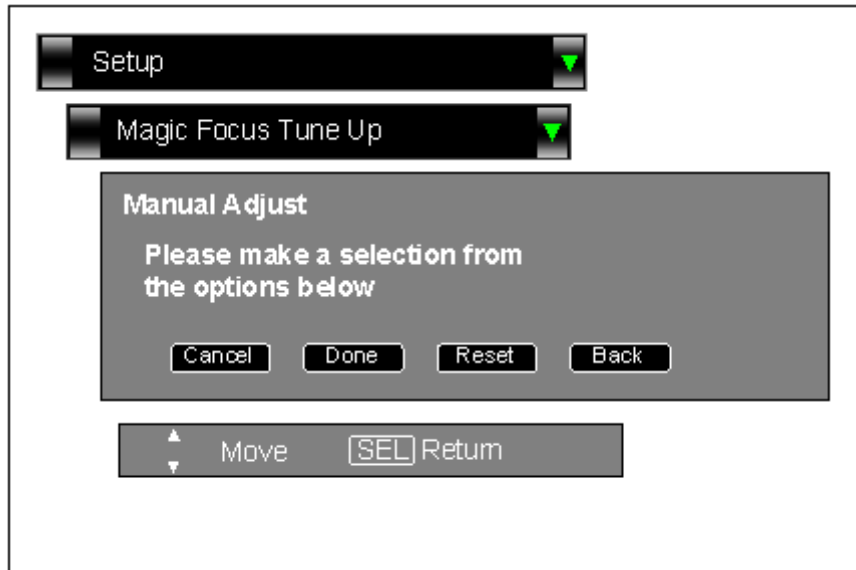 Setup
Magic Focus Tune Up
Manual Adjust
Please make a selection from
the options below
Cancel Done Reset Back
Move SEL Return